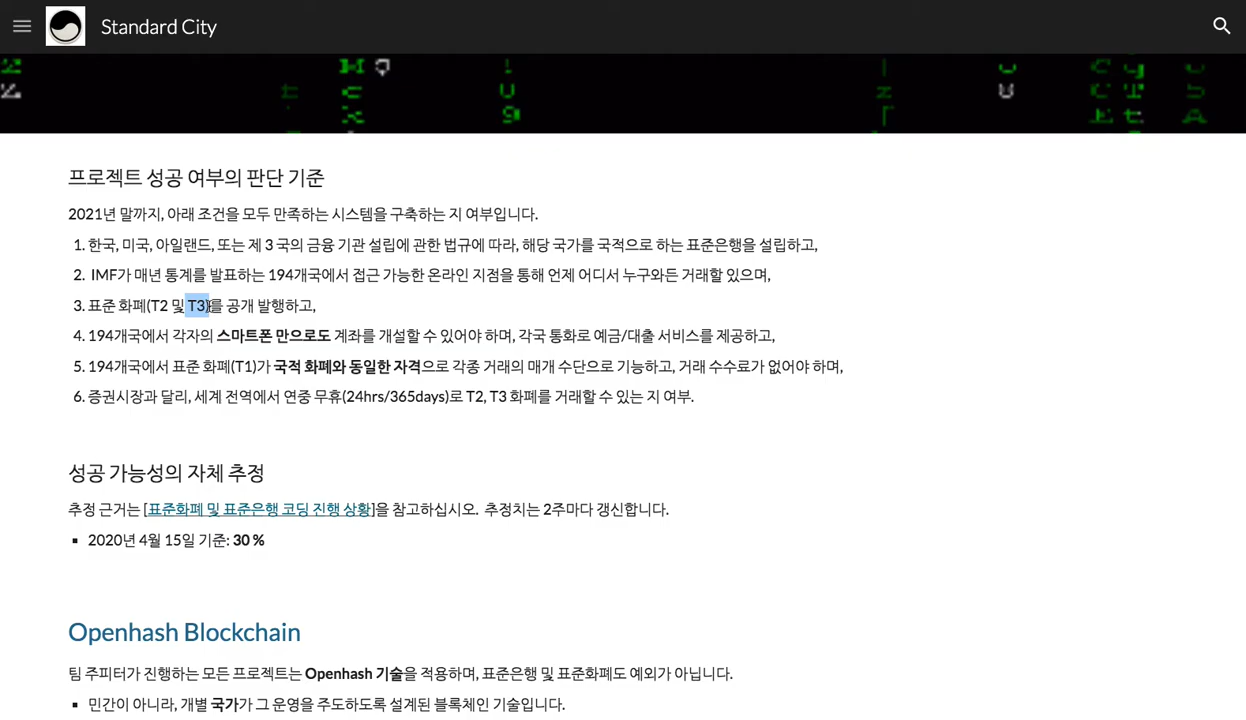 Standard City
프로젝트 성공 여부의 판단 기준
2021년 말까지, 아래 조건을 모두 만족하는 시스템을 구축하는 지 여부입니다.
1. 한국, 미국, 아일랜드, 또는 제 3 국의 금융 기관 설립에 관한 법규에 따라, 해당 국가를 국적으로 하는 표준은행을 설립하고,
2. IMF가 매년 통계를 발표하는 194개국에서 접근 가능한 온라인 지점을 통해 언제 어디서 누구와든 거래할 있으며,
3. 표준 화폐(T2 및 T3)를 공개 발행하고,
4. 194개국에서 각자의 스마트폰 만으로도 계좌를 개설할 수 있어야 하며, 각국 통화로 예금/대출 서비스를 제공하고,
5. 194개국에서 표준 화폐(T1)가 국적 화폐와 동일한 자격으로 각종 거래의 매개 수단으로 기능하고, 거래 수수료가 없어야 하며,
6. 증권시장과 달리, 세계 전역에서 연중 무휴(24hrs/365days)로 T2, T3 화폐를 거래할 수 있는 지 여부.
성공 가능성의 자체 추정
추정 근거는 [표준화폐 및 표준은행 코딩 진행 상황]을 참고하십시오. 추정치는 2주마다 갱신합니다.
▪ 2020년 4월 15일 기준: 30 %
Openhash Blockchain
팀 주피터가 진행하는 모든 프로젝트는 Openhash 기술을 적용하며, 표준은행 및 표준화폐도 예외가 아닙니다.
▪ 민간이 아니라, 개별 국가가 그 운영을 주도하도록 설계된 블록체인 기술입니다.